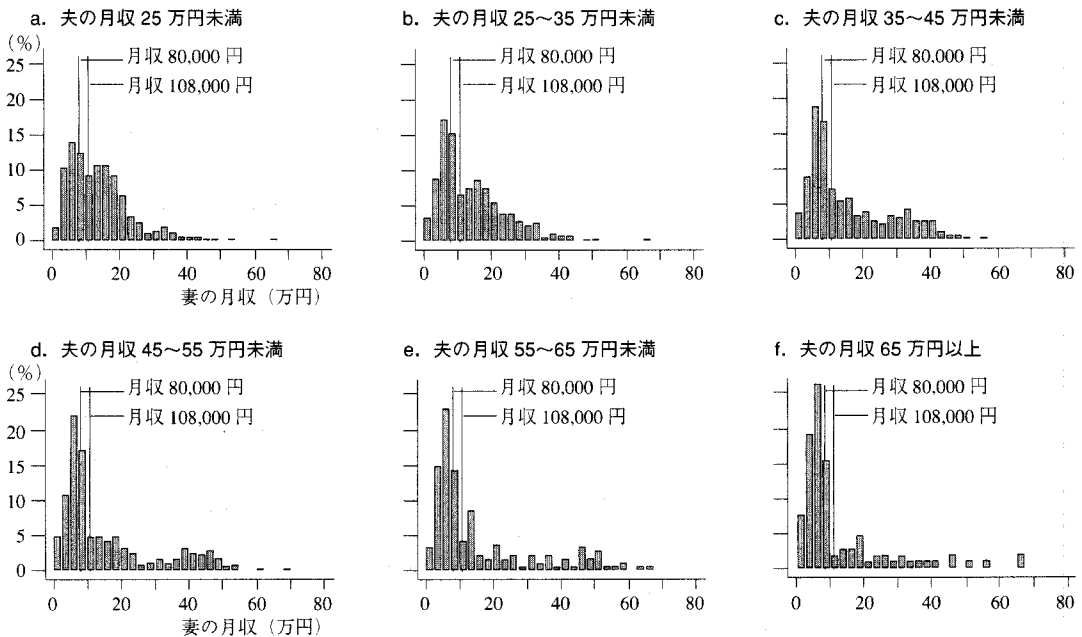 a. 夫の月収 25 万円未満
(%)
月収 80,000 円
月収 108,000 円
25
20
15
10
5
0
0 20 40 60 80
妻の月収（万円）
b. 夫の月収 25～35 万円未満
月収 80,000 円
月収 108,000 円
0 20 40 60 80
c. 夫の月収 35～45 万円未満
月収 80,000 円
月収 108,000 円
0 20 40 60 80
d. 夫の月収 45～55 万円未満
(%)
月収 80,000 円
月収 108,000 円
25
20
15
10
5
0
0 20 40 60 80
妻の月収（万円）
e. 夫の月収 55～65 万円未満
月収 80,000 円
月収 108,000 円
0 20 40 60 80
f. 夫の月収 65 万円以上
月収 80,000 円
月収 108,000 円
0 20 40 60 80